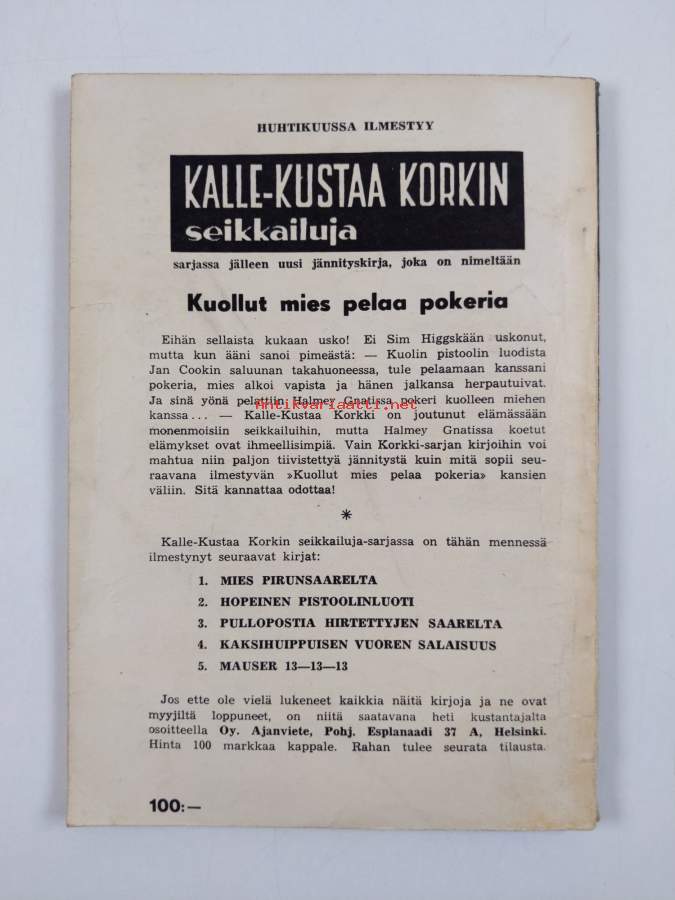 HUHTIKUUSSA ILMESTYY
KALLE-KUSTAA KORKIN
seikkailuja
sarjassa jälleen uusi jännityskirja, joka on nimeltään
Kuollut mies pelaa pokeria
Eihän sellaista kukaan usko! Ei Sim Higgskään uskonut,
mutta kun ääni sanoi pimeästä: — Kuolin pistoolin luodista
Jan Cookin saluunan takahuoneessa, tule pelaamaan kanssani
pokeria, mies alkoi vapista ja hänen jalkansa herpautuivat.
Ja sinä yönä pelattiin Halmey Gnatissa pokeri kuolleen miehen
Antikvariaatti.net
kanssa... — Kalle-Kustaa Korkki on joutunut elämässään
monenmoisiin seikkailuihin, mutta Halmey Gnatissa koetut
elämykset ovat ihmeellisimpiä. Vain Korkki-sarjan kirjoihin voi
mahtua niin paljon tiivistettyä jännitystä kuin mitä sopii seu-
raavana ilmestyvän »Kuollut mies pelaa pokeria» kansien
väliin. Sitä kannattaa odottaa!
*
Kalle-Kustaa Korkin seikkailuja-sarjassa on tähän mennessä
ilmestynyt seuraavat kirjat:
1. MIES PIRUNSAARELTA
2. HOPEINEN PISTOOLINLUOTI
3. PULLOPOSTIA HIRTETTYJEN SAARELTA
4. KAKSIHUIPPUISEN VUOREN SALAISUUS
5. MAUSER 13—13—13
Jos ette ole vielä lukeneet kaikkia näitä kirjoja ja ne ovat
myyjiltä loppuneet, on niitä saatavana heti kustantajalta
osoitteella Oy. Ajanviete, Pohj. Esplanaadi 37 A, Helsinki.
Hinta 100 markkaa kappale. Rahan tulee seurata tilausta.
100:—